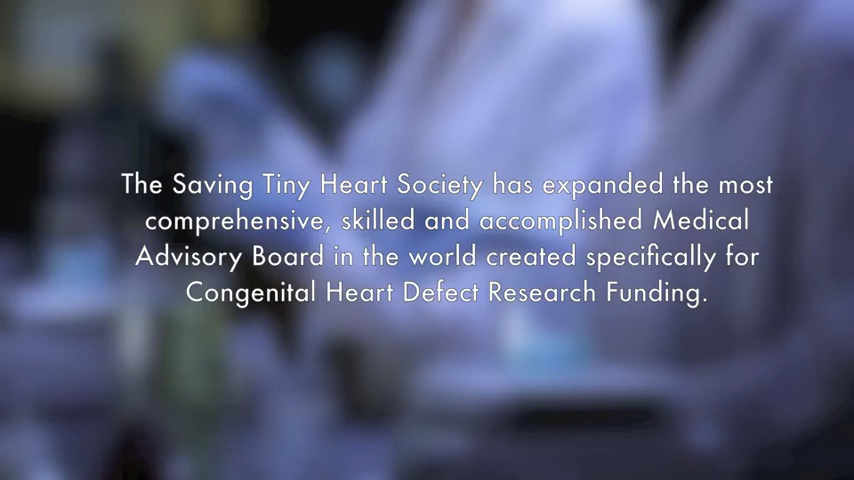 The Saving Tiny Heart Society has expanded the most
comprehensive, skilled and accomplished Medical
Advisory Board in the world created specifically for
Congenital Heart Defect Research Funding.